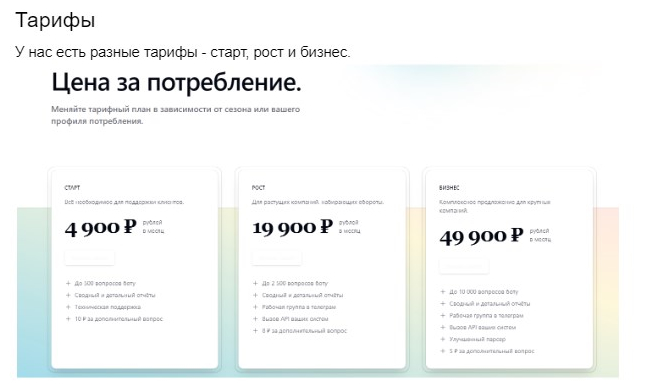 Тарифы
У нас есть разные тарифы - старт, рост и бизнес.
Цена за потребление.
Меняйте тарифный план в зависимости от сезона или вашего
профиля потребления.
СТАРТ
Всё необходимое для поддержки клиентов.
4 900 ₽ рублей
в месяц
До 500 вопросов боту
Сводный и детальный отчёты
Техническая поддержка
10 ₽ за дополнительный вопрос
РОСТ
Для растущих компаний, набирающих обороты.
19 900 ₽ рублей
в месяц
До 2 500 вопросов боту
Сводный и детальный отчёты
Рабочая группа в телеграм
Вызов API ваших систем
8 ₽ за дополнительный вопрос
БИЗНЕС
Комплексное предложение для крупных
компаний.
49 900 ₽ рублей
в месяц
До 10 000 вопросов боту
Сводный и детальный отчёты
Рабочая группа в телеграм
Вызов API ваших систем
Улучшенный парсер
5 ₽ за дополнительный вопрос